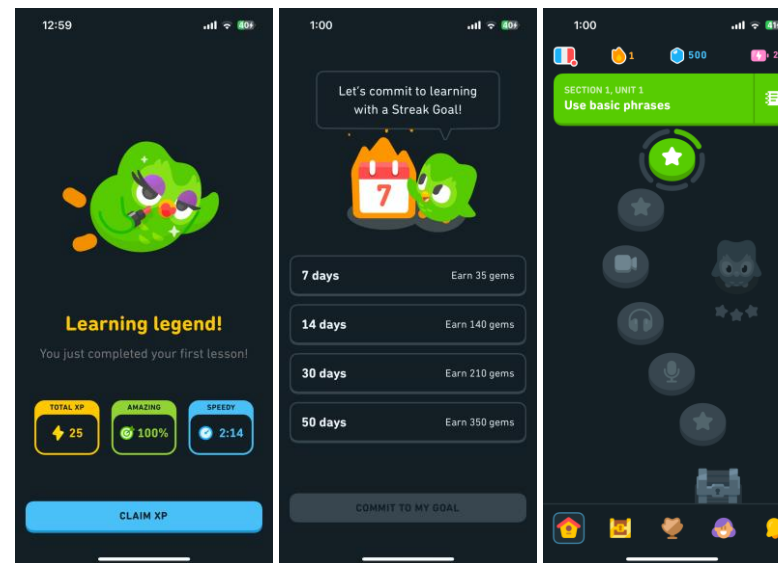 12:59
40
Learning legend!
You just completed your first lesson!
TOTAL XP
25
AMAZING
100%
SPEEDY
2:14
CLAIM XP
1:00
40
Let's commit to learning
with a Streak Goal!
7
7 days
Earn 35 gems
14 days
Earn 140 gems
30 days
Earn 210 gems
50 days
Earn 350 gems
COMMIT TO MY GOAL
1:00
1
500
2
SECTION 1, UNIT 1
Use basic phrases